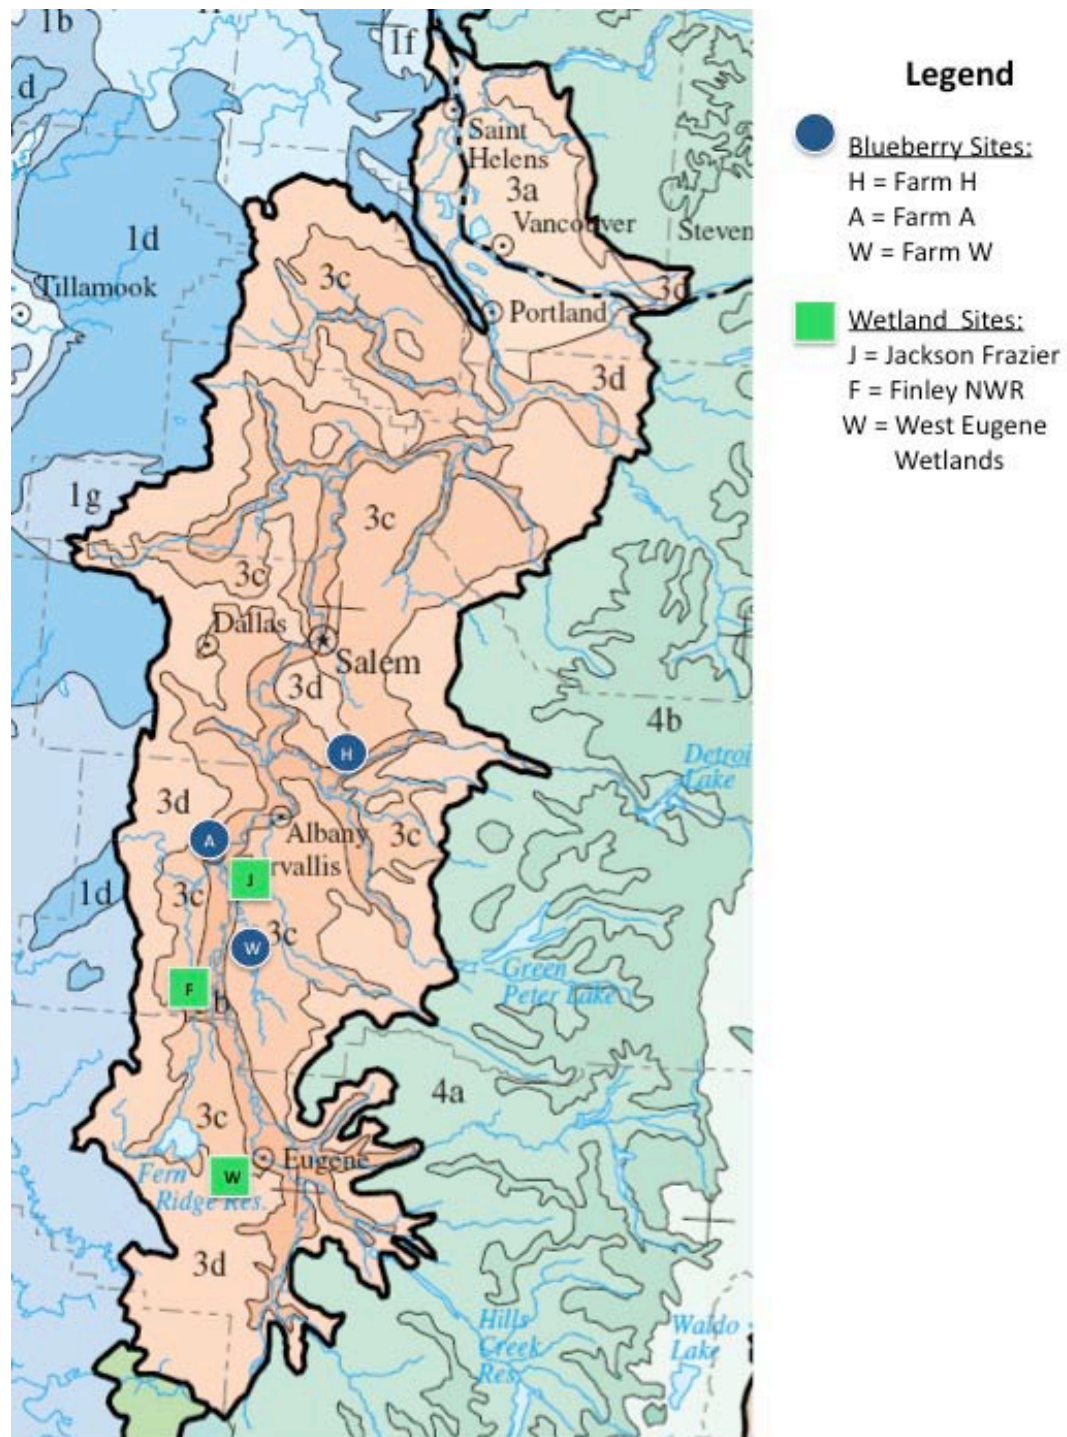 1b
1f
d
Saint
Helens
3a
Vancouver
Steven
1d
Tillamook
3c
3d
Portland
3d
1g
3c
3c
Dallas
Salem
3d
4b
Detroi
Lake
H
3d
A
Albany
3c
rvallis
J
1d
3c
W
3c
Green
Peter Lake
F
b
4a
3c
Eugene
W
Fern
Ridge Res.
3d
Hills
Creek
Res.
Waldo
Lake
Legend
Blueberry Sites:
H = Farm H
A = Farm A
W = Farm W
Wetland Sites:
J = Jackson Frazier
F = Finley NWR
W = West Eugene
Wetlands